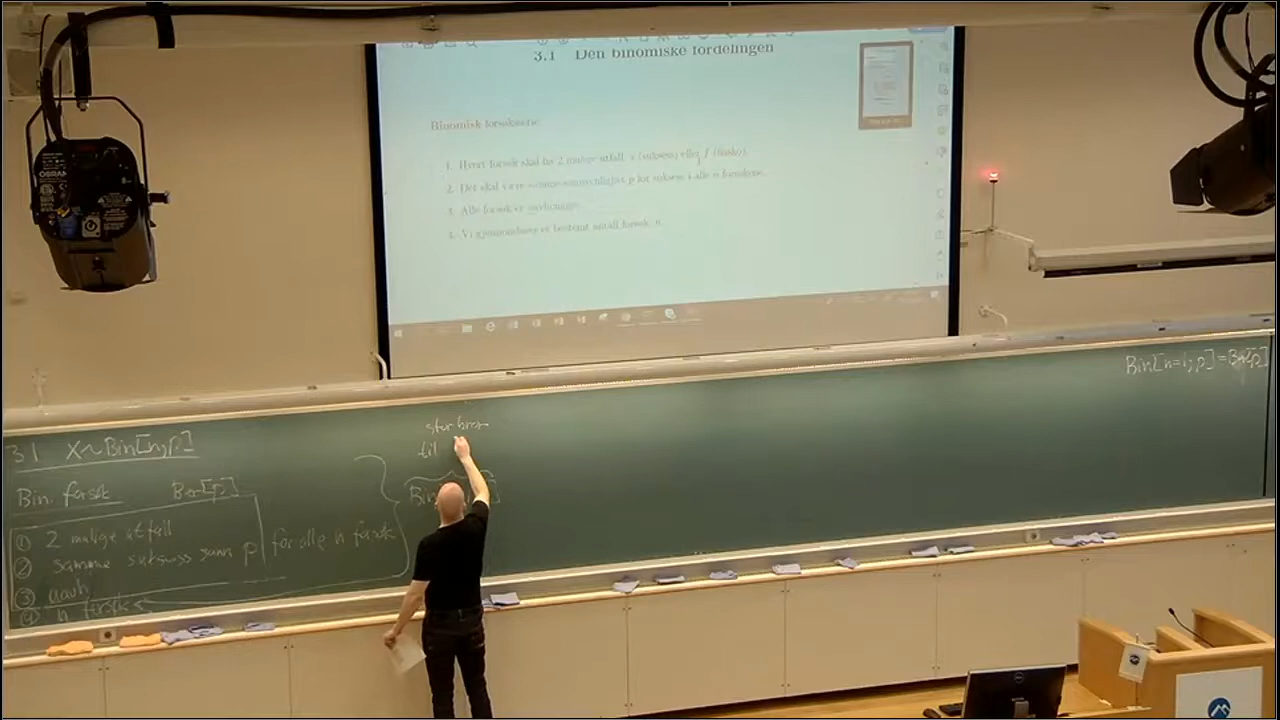 3.1 Den binomiske fordelingen
Binomisk forsøksserie
1. Hvert forsøk skal ha 2 mulige utfall, s (suksess) eller f (fiasko).
2. Det skal være samme sannsynlighet p for suksess i alle n forsøkene.
3. Alle forsøk er uavhengige.
4. Vi gjennomfører et bestemt antall forsøk, n.
Bin[n=1, p] = Ber[p]
3.1 X~Bin[n,p]
stor bror
til
Bin. forsøk Ber[p]
Bin
① 2 mulige utfall
② samme suksess sann p for alle n forsøk
③ uavh
④ n forsøk
OSRAM
DELL